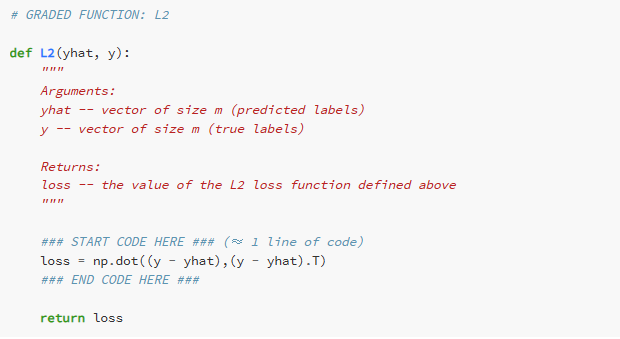 # GRADED FUNCTION: L2
def L2(yhat, y):
"""
Arguments:
yhat -- vector of size m (predicted labels)
y -- vector of size m (true labels)
Returns:
loss -- the value of the L2 loss function defined above
"""
### START CODE HERE ### (≈ 1 line of code)
loss = np.dot((y - yhat),(y - yhat).T)
### END CODE HERE ###
return loss